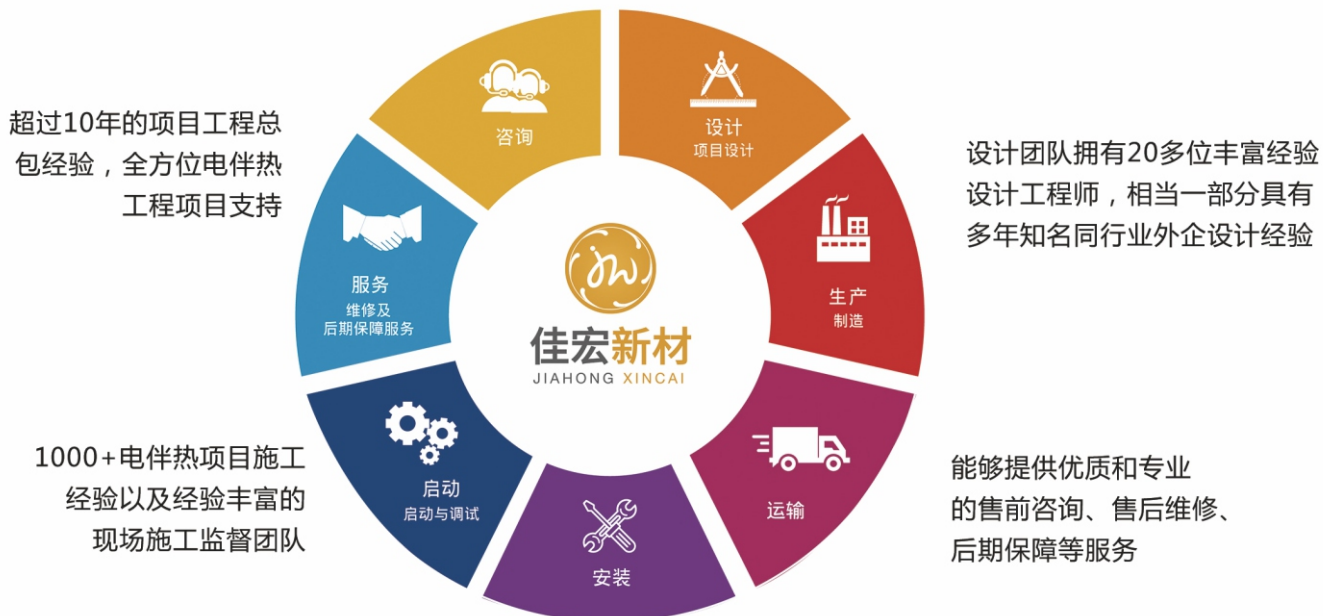 咨询
设计
项目设计
超过10年的项目工程总
包经验，全方位电伴热
工程项目支持
设计团队拥有20多位丰富经验
设计工程师，相当一部分具有
多年知名同行业外企设计经验
服务
维修及
后期保障服务
生产
制造
jw
佳宏新材
JIAHONG XINCAI
1000+电伴热项目施工
经验以及经验丰富的
现场施工监督团队
启动
启动与调试
运输
能够提供优质和专业
的售前咨询、售后维修、
后期保障等服务
安装